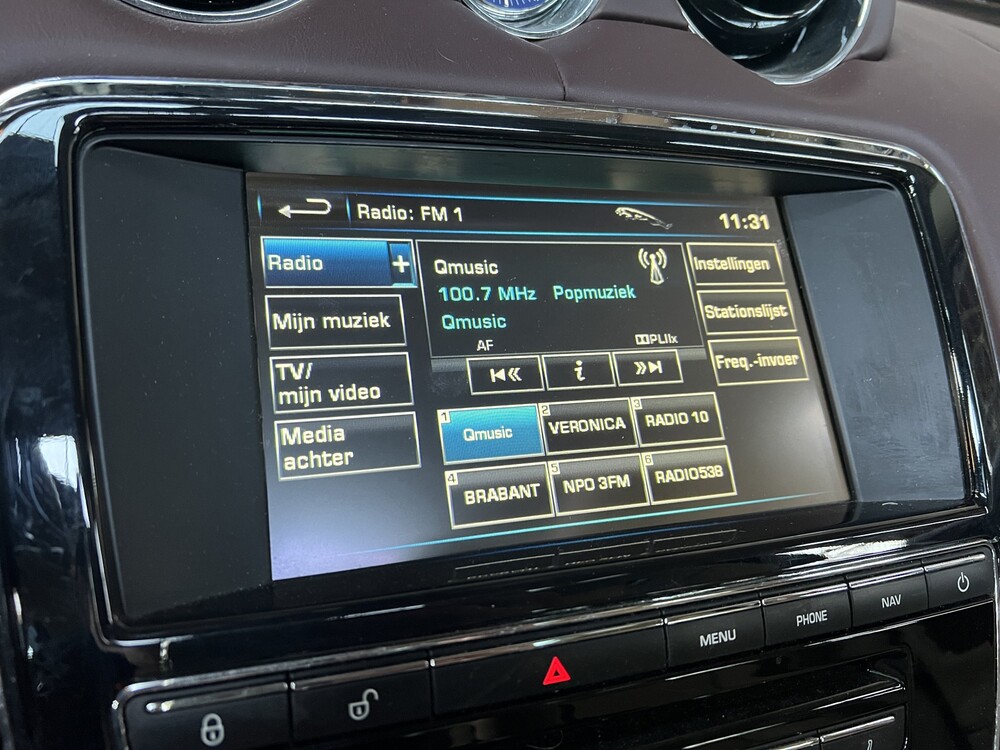 Radio: FM 1
11:31
Radio +
Qmusic
100.7 MHz Popmuziek
Qmusic
AF
PLIIx
Instellingen
Stationslijst
Freq.-invoer
Mijn muziek
TV/
mijn video
Media
achter
i
1 Qmusic
2 VERONICA
3 RADIO 10
4 BRABANT
5 NPO 3FM
6 RADIO538
MENU
PHONE
NAV